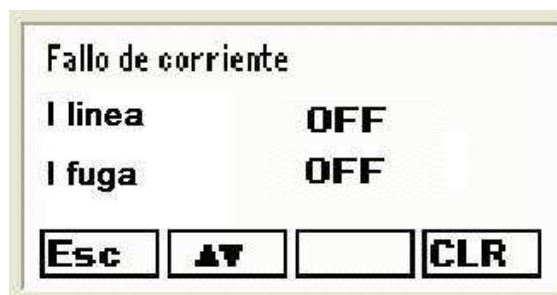 Fallo de corriente
I linea OFF
I fuga OFF
Esc ▲▼ CLR